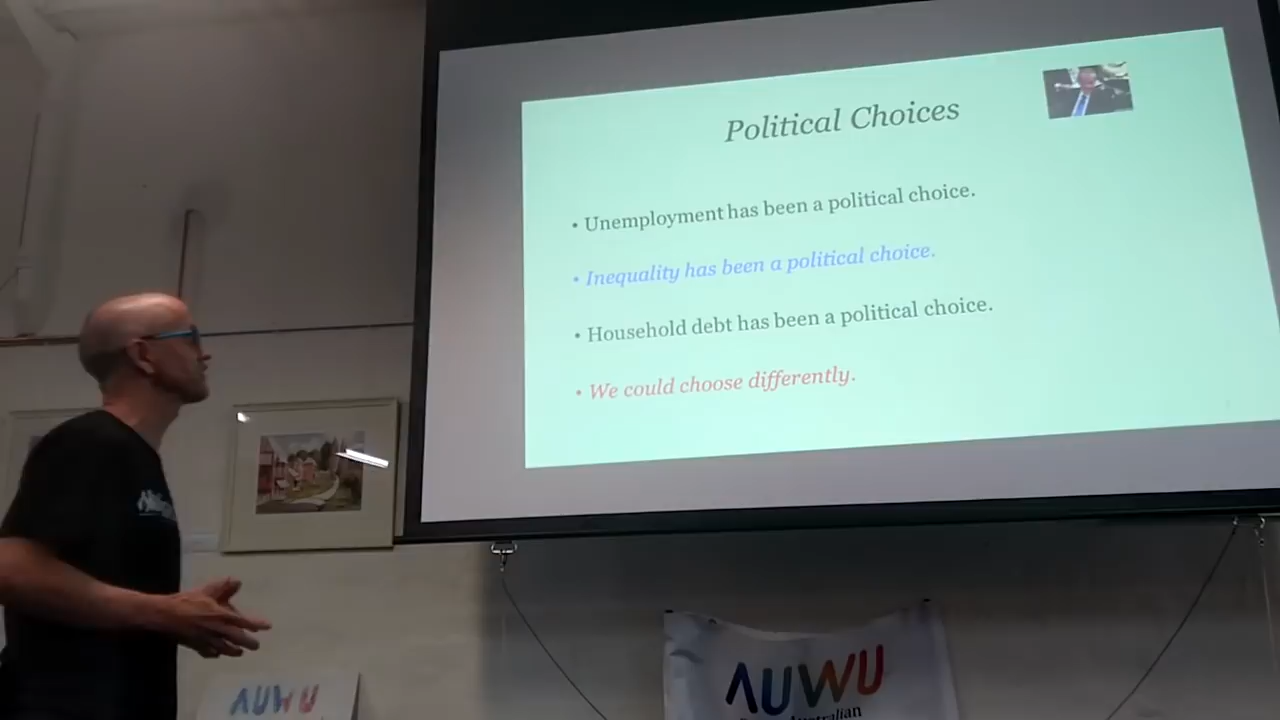 Political Choices
• Unemployment has been a political choice.
• Inequality has been a political choice.
• Household debt has been a political choice.
• We could choose differently.
AUWU
Australian
AUWU